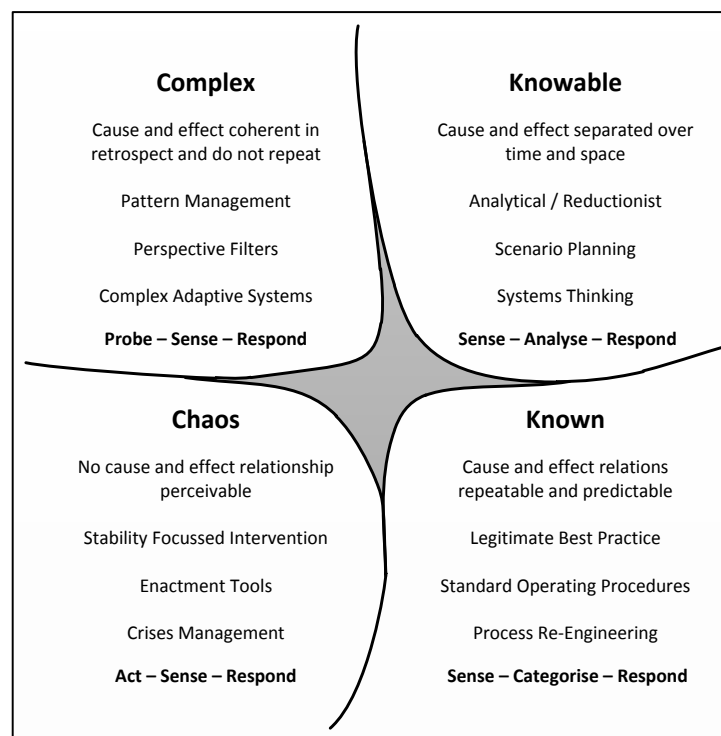 Complex
Cause and effect coherent in
retrospect and do not repeat
Pattern Management
Perspective Filters
Complex Adaptive Systems
Probe – Sense – Respond
Knowable
Cause and effect separated over
time and space
Analytical / Reductionist
Scenario Planning
Systems Thinking
Sense – Analyse – Respond
Chaos
No cause and effect relationship
perceivable
Stability Focussed Intervention
Enactment Tools
Crises Management
Act – Sense – Respond
Known
Cause and effect relations
repeatable and predictable
Legitimate Best Practice
Standard Operating Procedures
Process Re-Engineering
Sense – Categorise – Respond